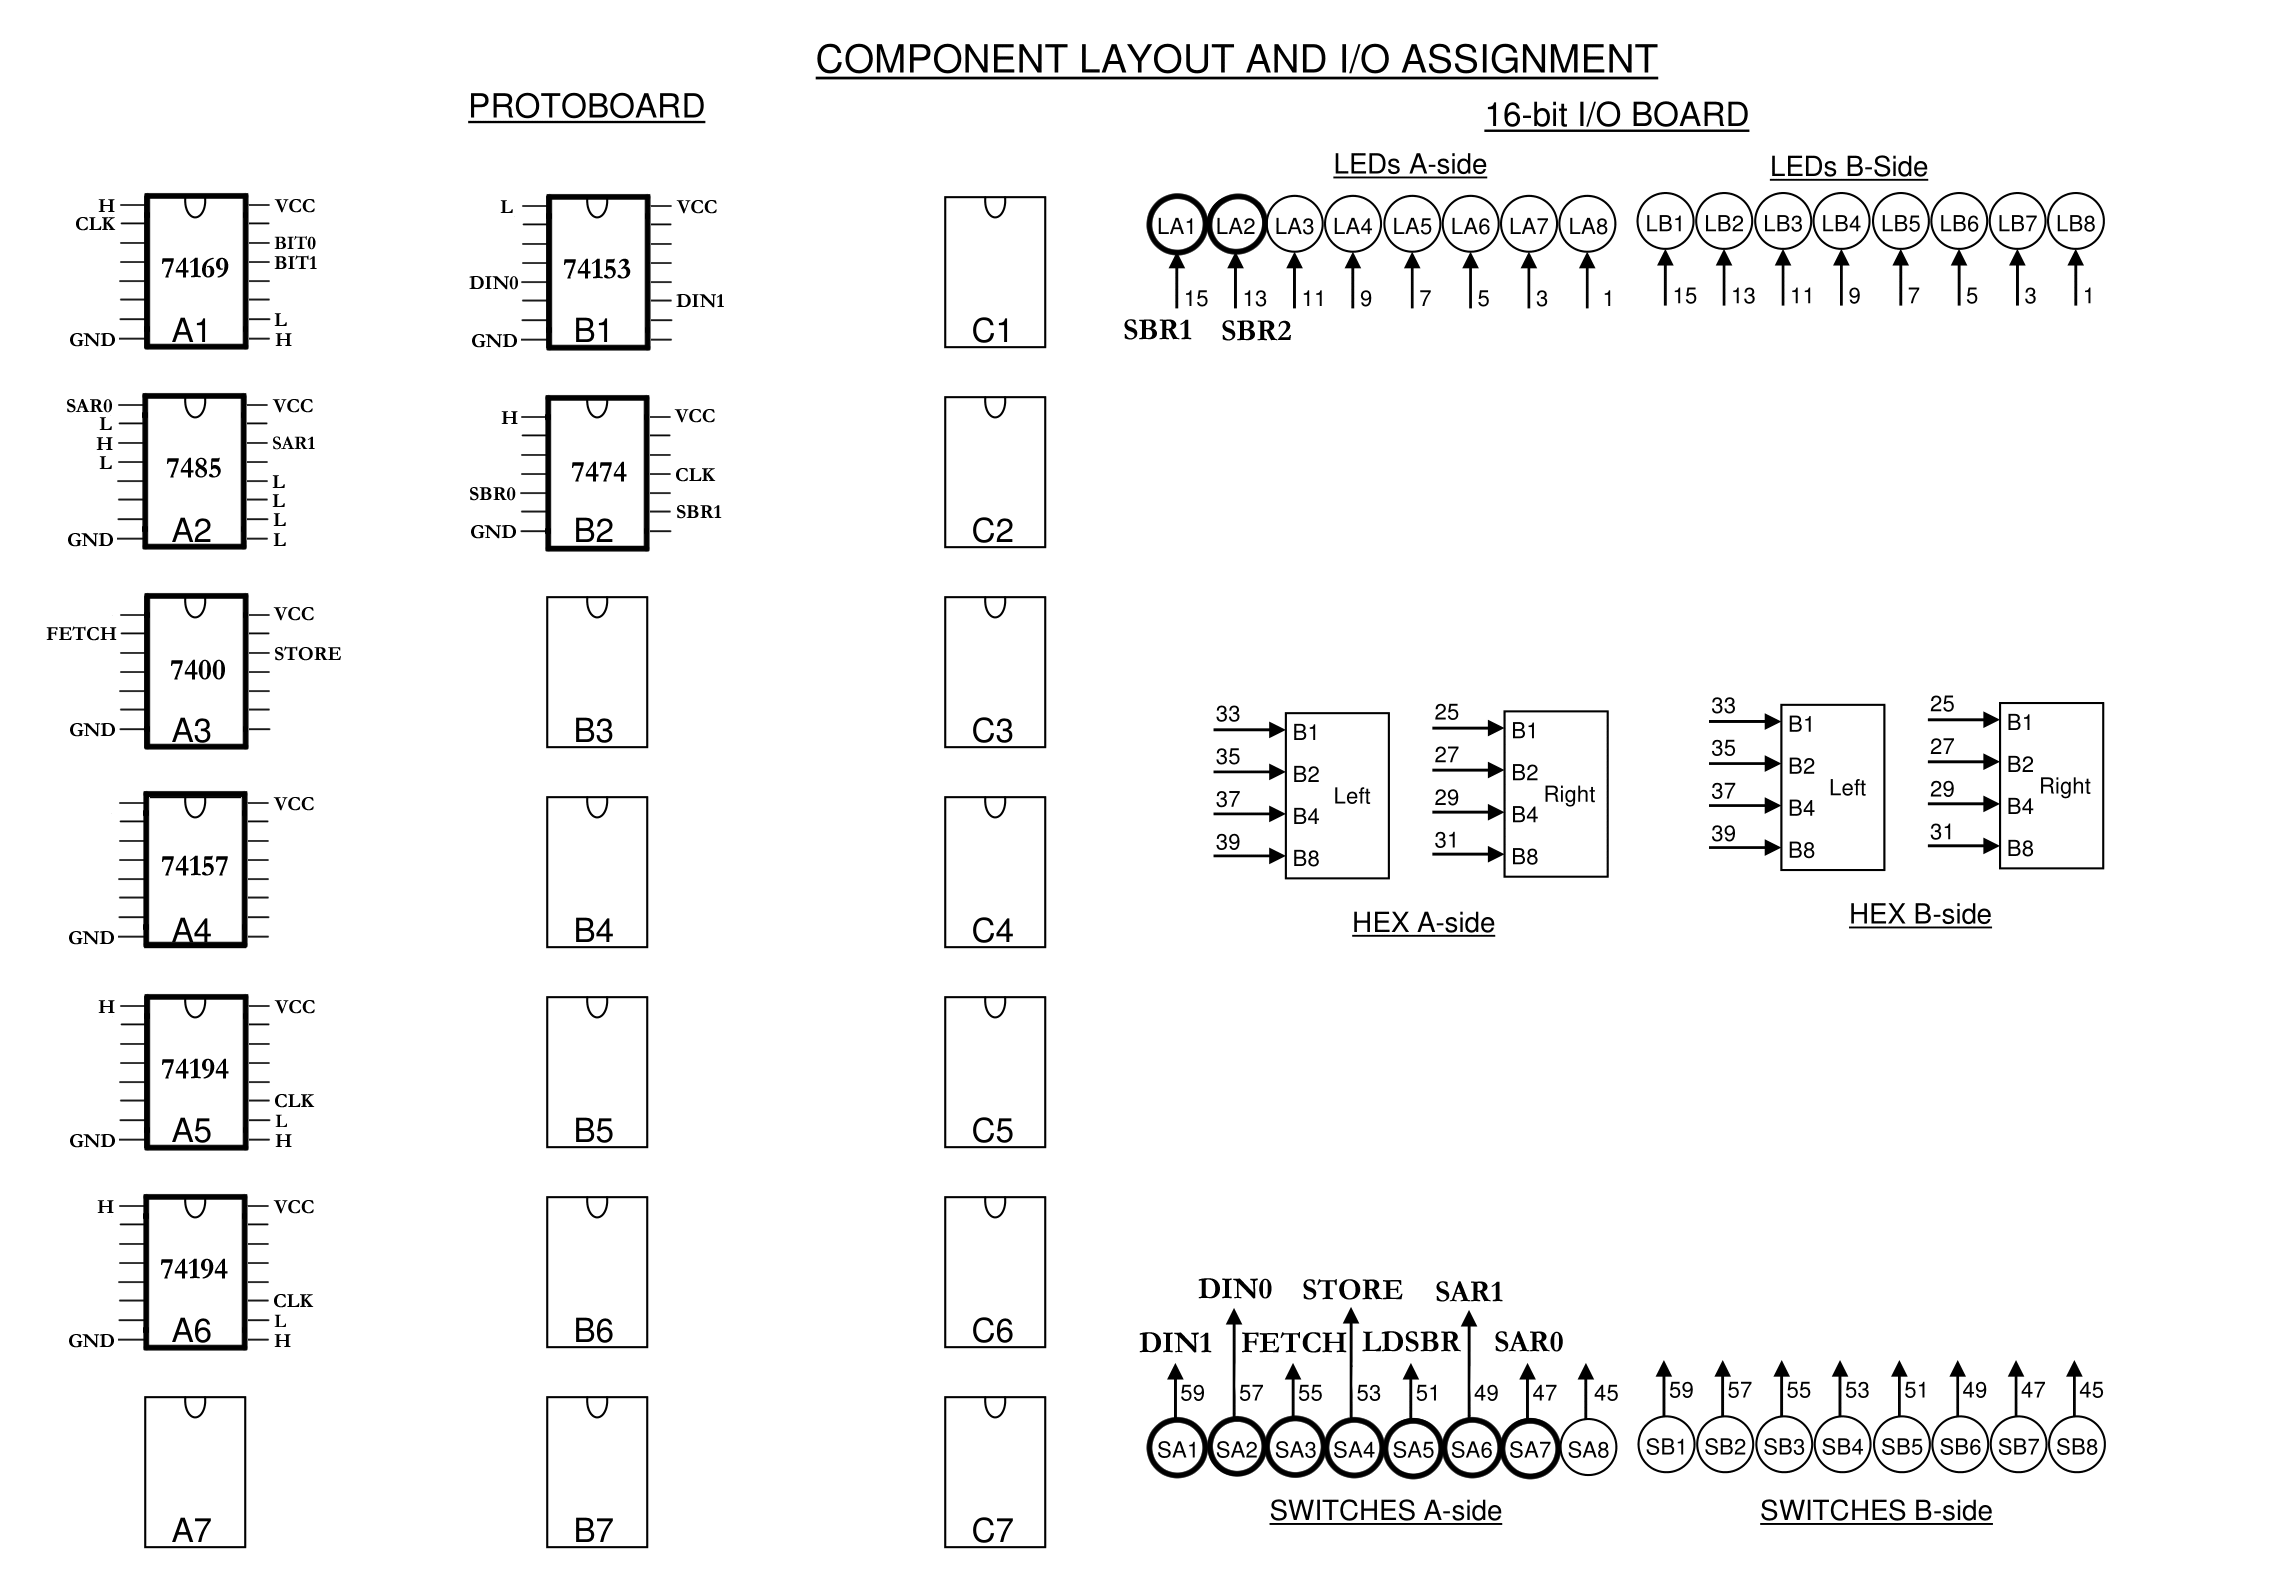 COMPONENT LAYOUT AND I/O ASSIGNMENT
PROTOBOARD
16-bit I/O BOARD
LEDs A-side
LEDs B-Side
H
CLK
GND
74169
A1
VCC
BIT0
BIT1
L
H
L
DIN0
GND
74153
B1
VCC
DIN1
C1
LA1 LA2 LA3 LA4 LA5 LA6 LA7 LA8
15 13 11 9 7 5 3 1
SBR1 SBR2
LB1 LB2 LB3 LB4 LB5 LB6 LB7 LB8
15 13 11 9 7 5 3 1
SAR0
L
H
L
GND
7485
A2
VCC
SAR1
L
L
L
L
H
SBR0
GND
7474
B2
VCC
CLK
SBR1
C2
FETCH
GND
7400
A3
VCC
STORE
B3
C3
GND
74157
A4
VCC
B4
C4
33
35
37
39
B1
B2
B4
B8
Left
25
27
29
31
B1
B2
B4
B8
Right
HEX A-side
33
35
37
39
B1
B2
B4
B8
Left
25
27
29
31
B1
B2
B4
B8
Right
HEX B-side
H
GND
74194
A5
VCC
CLK
L
H
B5
C5
H
GND
74194
A6
VCC
CLK
L
H
B6
C6
A7
B7
C7
DIN0 STORE SAR1
DIN1 FETCH LDSBR SAR0
59 57 55 53 51 49 47 45
SA1 SA2 SA3 SA4 SA5 SA6 SA7 SA8
SWITCHES A-side
59 57 55 53 51 49 47 45
SB1 SB2 SB3 SB4 SB5 SB6 SB7 SB8
SWITCHES B-side